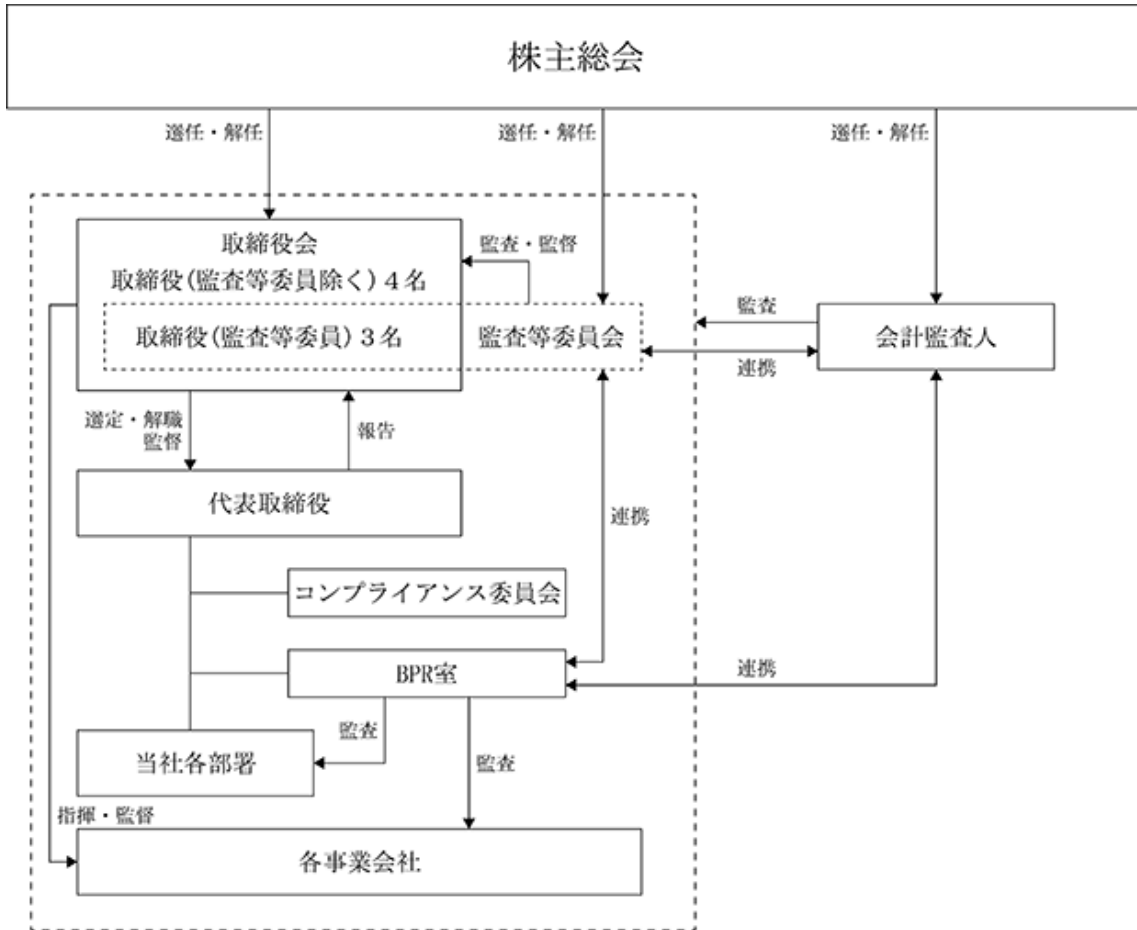 株主総会
選任・解任
選任・解任
選任・解任
取締役会
取締役(監査等委員除く)４名
監査・監督
取締役(監査等委員)３名
監査等委員会
監査
会計監査人
連携
選定・解職
監督
報告
代表取締役
連携
コンプライアンス委員会
BPR室
連携
監査
監査
当社各部署
指揮・監督
各事業会社